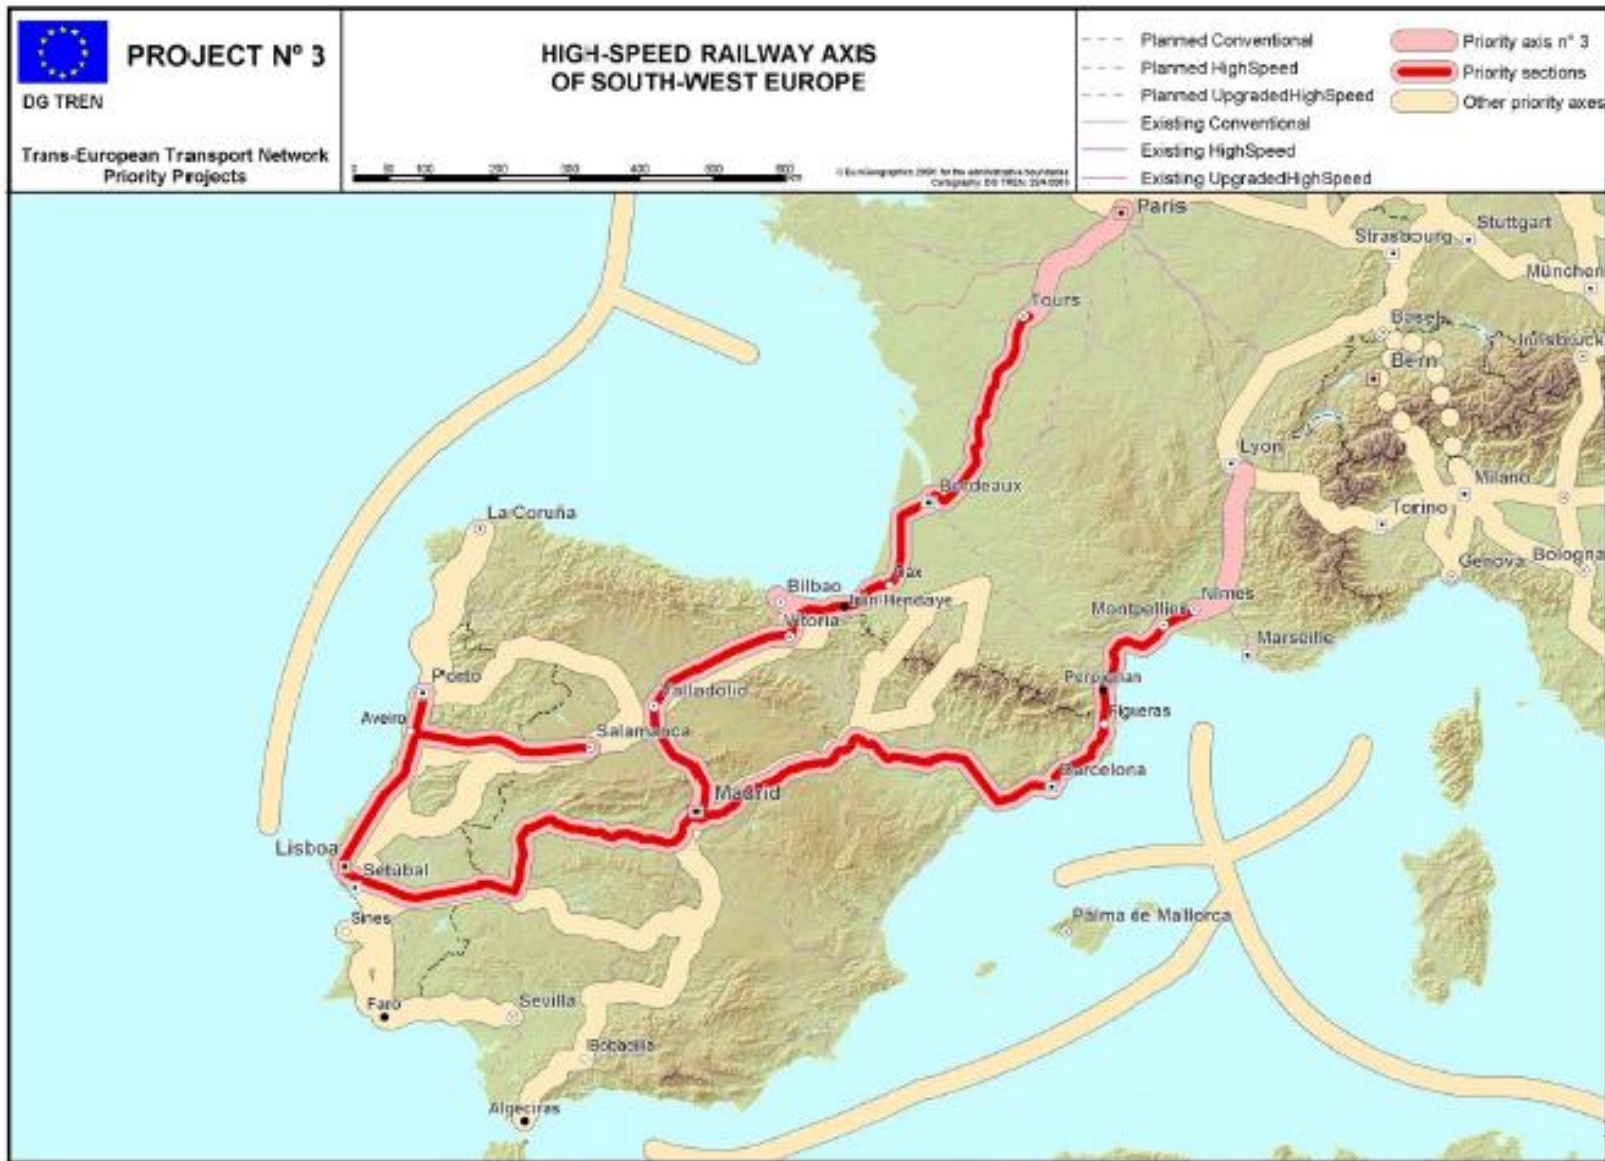 PROJECT Nº 3
DG TREN
Trans-European Transport Network
Priority Projects
HIGH-SPEED RAILWAY AXIS
OF SOUTH-WEST EUROPE
Planned Conventional
Planned HighSpeed
Planned UpgradedHighSpeed
Existing Conventional
Existing HighSpeed
Existing UpgradedHighSpeed
Priority axis n° 3
Priority sections
Other priority axes
Paris
Stuttgart
Strasbourg
München
Tours
Basel
Innsbruck
Bern
Lyon
Milano
Bordeaux
Torino
La Coruña
Bologna
Genova
Dax
Bilbao
Irun Hendaye
Nîmes
Montpellier
Vitoria
Marseille
Perpignan
Porto
Valladolid
Figueras
Aveiro
Salamanca
Barcelona
Madrid
Lisboa
Setúbal
Sines
Palma de Mallorca
Faro
Sevilla
Bobadilla
Algeciras